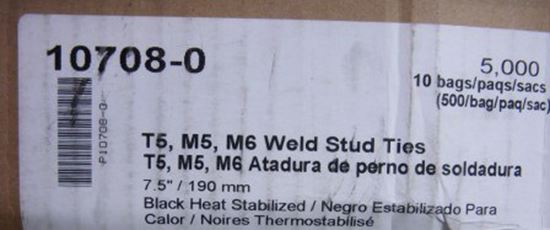 10708-0
5,000
10 bags/paqs/sacs
(500/bag/paq/sac)
P10708-0
T5, M5, M6 Weld Stud Ties
T5, M5, M6 Atadura de perno de soldadura
7.5" / 190 mm
Black Heat Stabilized / Negro Estabilizado Para
Calor / Noires Thermostabilisé